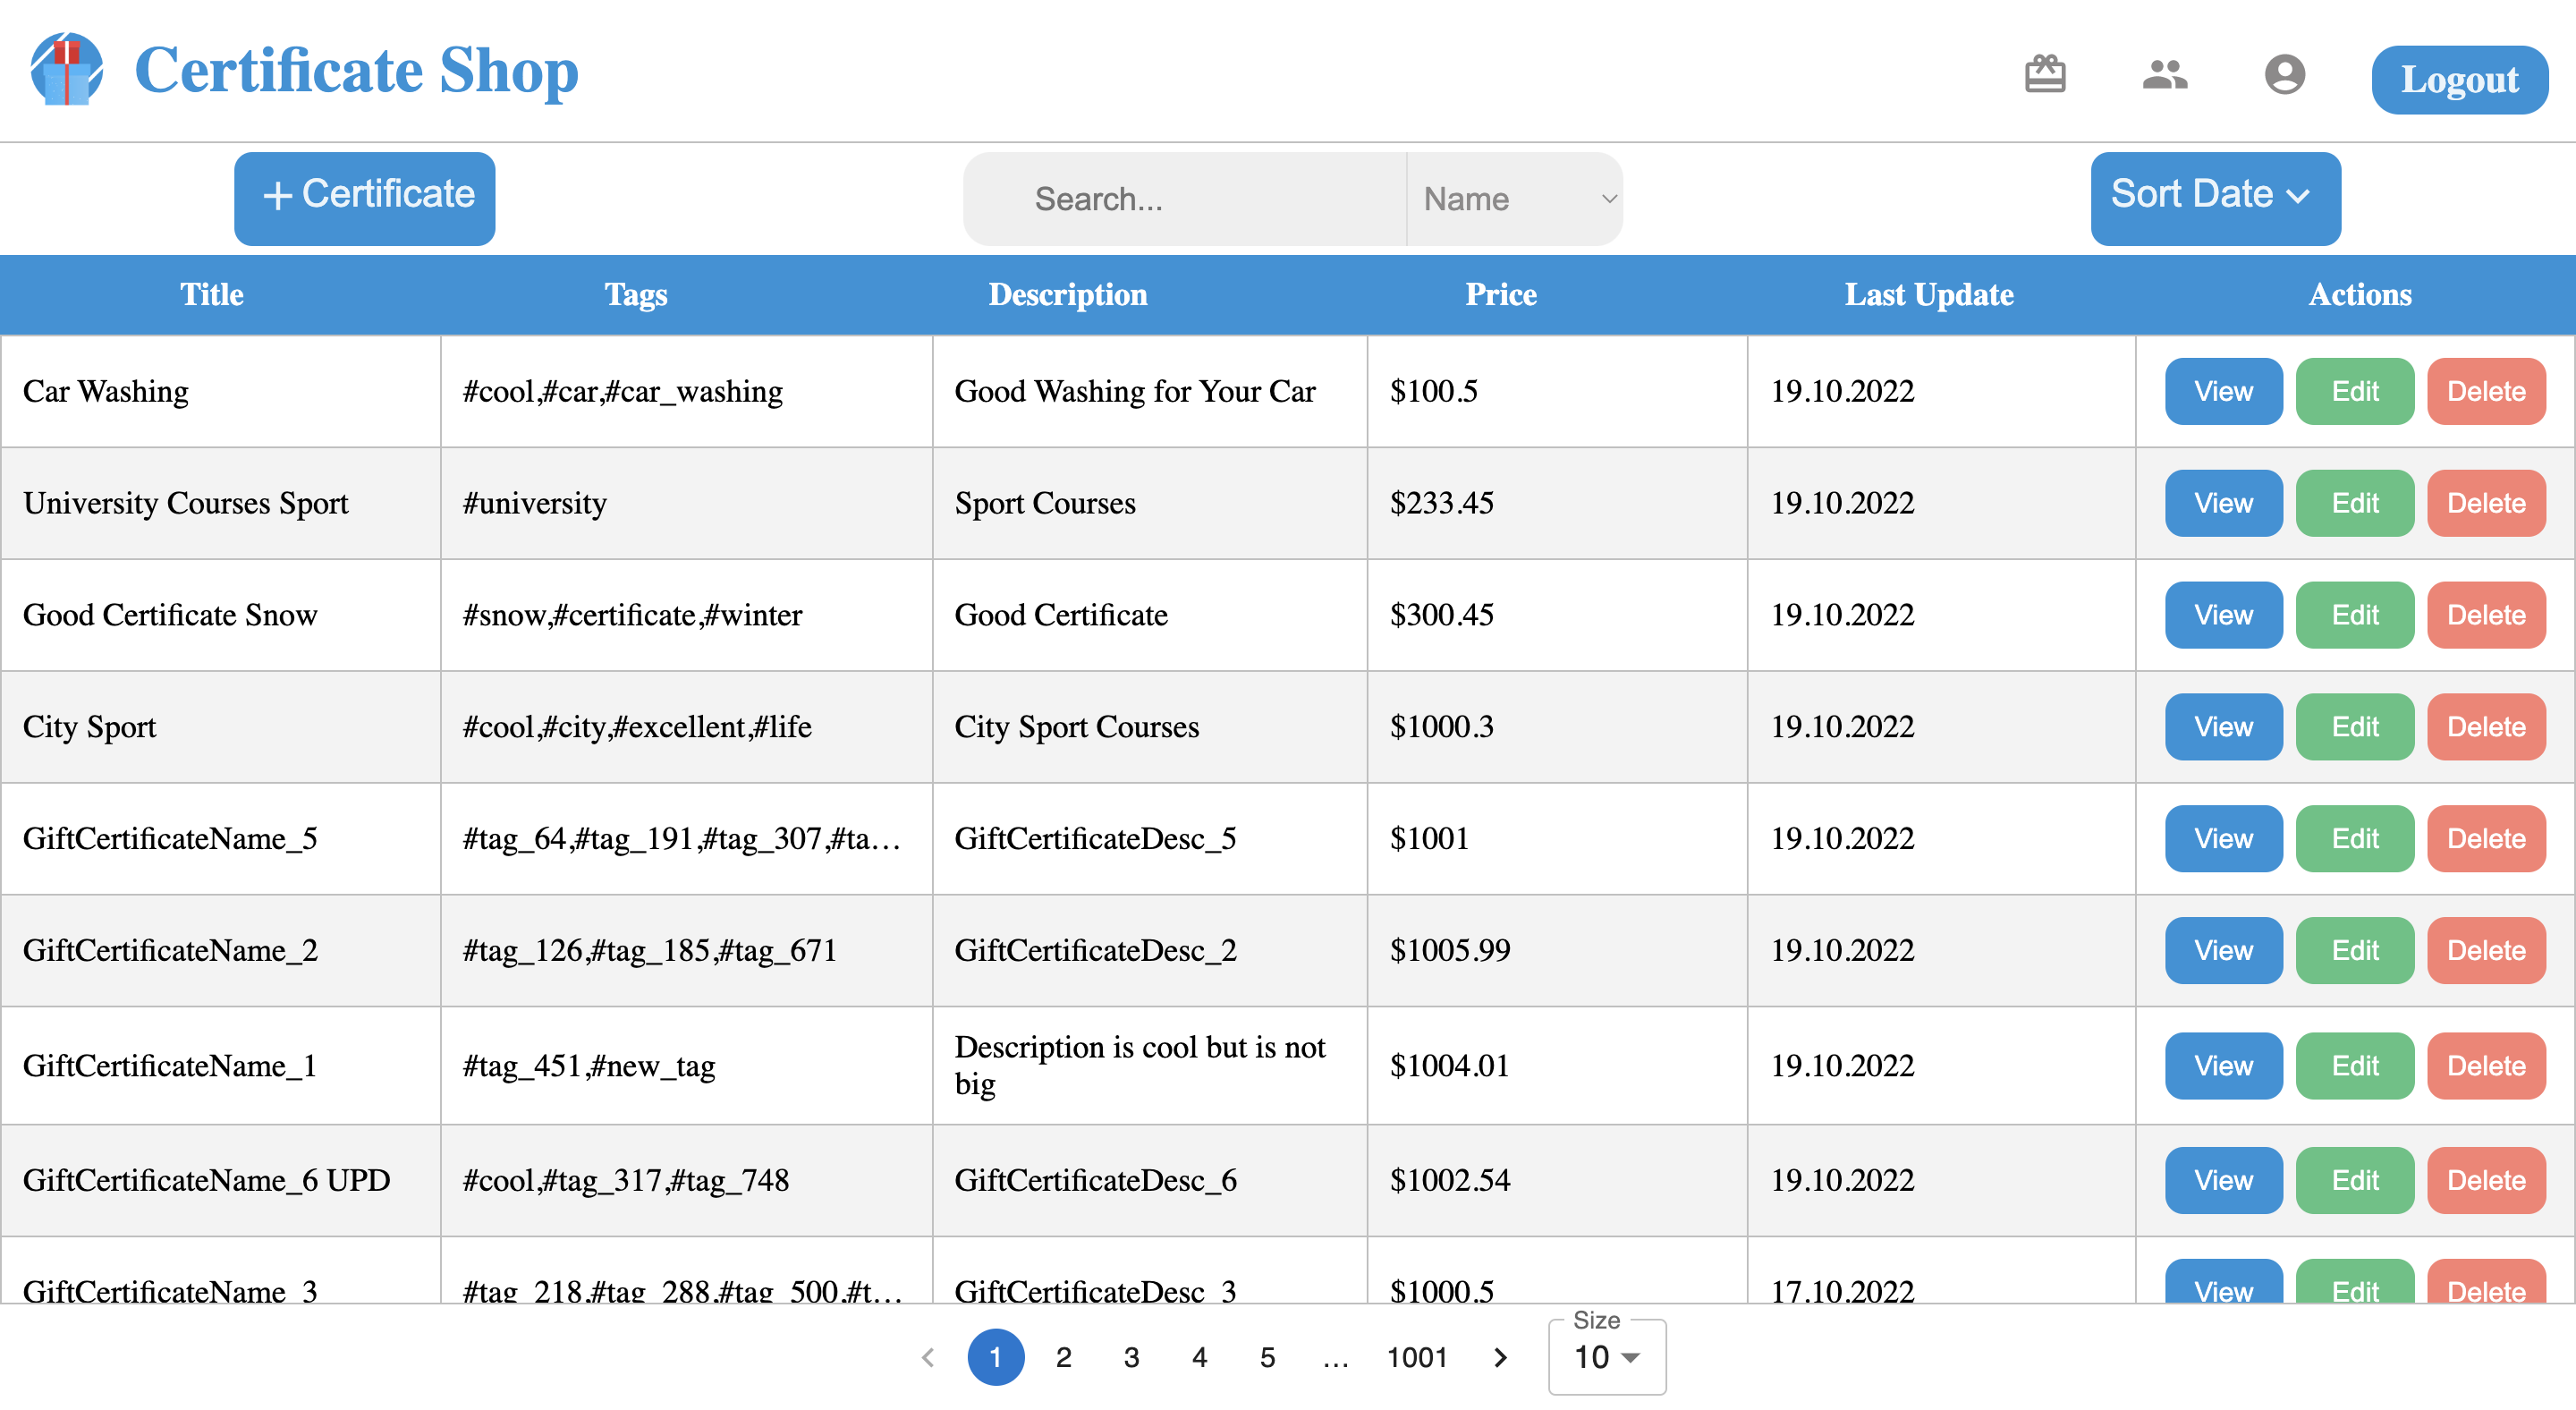 Certificate Shop
Logout
+ Certificate
Search...
Name
Sort Date
Title Tags Description Price Last Update Actions
Car Washing #cool,#car,#car_washing Good Washing for Your Car $100.5 19.10.2022 View Edit Delete
University Courses Sport #university Sport Courses $233.45 19.10.2022 View Edit Delete
Good Certificate Snow #snow,#certificate,#winter Good Certificate $300.45 19.10.2022 View Edit Delete
City Sport #cool,#city,#excellent,#life City Sport Courses $1000.3 19.10.2022 View Edit Delete
GiftCertificateName_5 #tag_64,#tag_191,#tag_307,#ta... GiftCertificateDesc_5 $1001 19.10.2022 View Edit Delete
GiftCertificateName_2 #tag_126,#tag_185,#tag_671 GiftCertificateDesc_2 $1005.99 19.10.2022 View Edit Delete
GiftCertificateName_1 #tag_451,#new_tag Description is cool but is not
big $1004.01 19.10.2022 View Edit Delete
GiftCertificateName_6 UPD #cool,#tag_317,#tag_748 GiftCertificateDesc_6 $1002.54 19.10.2022 View Edit Delete
GiftCertificateName_3 #tag_218,#tag_288,#tag_500,#t... GiftCertificateDesc_3 $1000.5 17.10.2022 View Edit Delete
1 2 3 4 5 ... 1001
Size
10